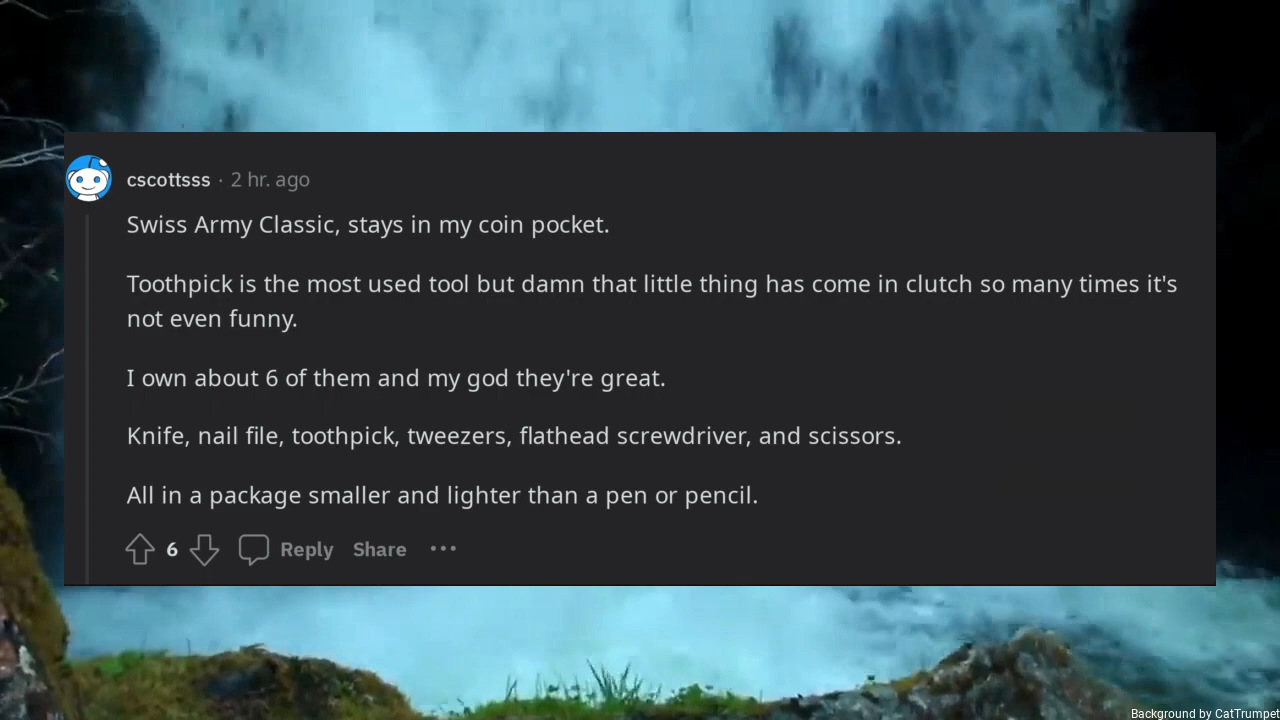 cscottsss · 2 hr. ago
Swiss Army Classic, stays in my coin pocket.
Toothpick is the most used tool but damn that little thing has come in clutch so many times it's
not even funny.
I own about 6 of them and my god they're great.
Knife, nail file, toothpick, tweezers, flathead screwdriver, and scissors.
All in a package smaller and lighter than a pen or pencil.
6 Reply Share ···
Background by CatTrumpet